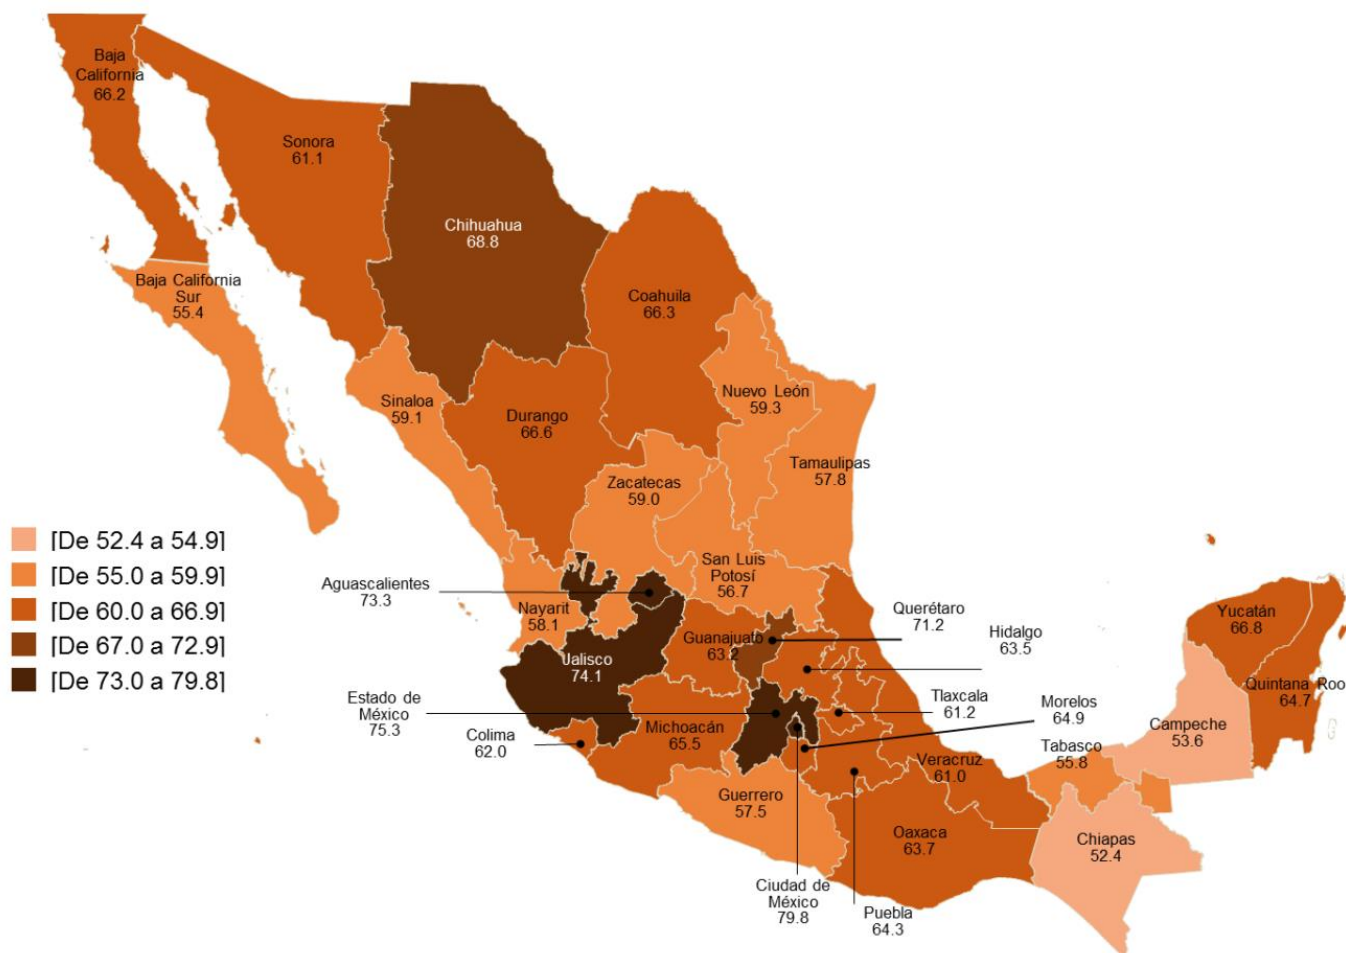 Baja
California
66.2
Sonora
61.1
Chihuahua
68.8
Baja California
Sur
55.4
Coahuila
66.3
Sinaloa
59.1
Durango
66.6
Nuevo León
59.3
Tamaulipas
57.8
Zacatecas
59.0
San Luis
Potosí
56.7
[De 52.4 a 54.9]
[De 55.0 a 59.9]
[De 60.0 a 66.9]
[De 67.0 a 72.9]
[De 73.0 a 79.8]
Aguascalientes
73.3
Nayarit
58.1
Jalisco
74.1
Guanajuato
63.2
Querétaro
71.2
Hidalgo
63.5
Yucatán
66.8
Quintana Roo
64.7
Estado de
México
75.3
Colima
62.0
Michoacán
65.5
Tlaxcala
61.2
Morelos
64.9
Campeche
53.6
Tabasco
55.8
Veracruz
61.0
Guerrero
57.5
Oaxaca
63.7
Chiapas
52.4
Ciudad de
México
79.8
Puebla
64.3